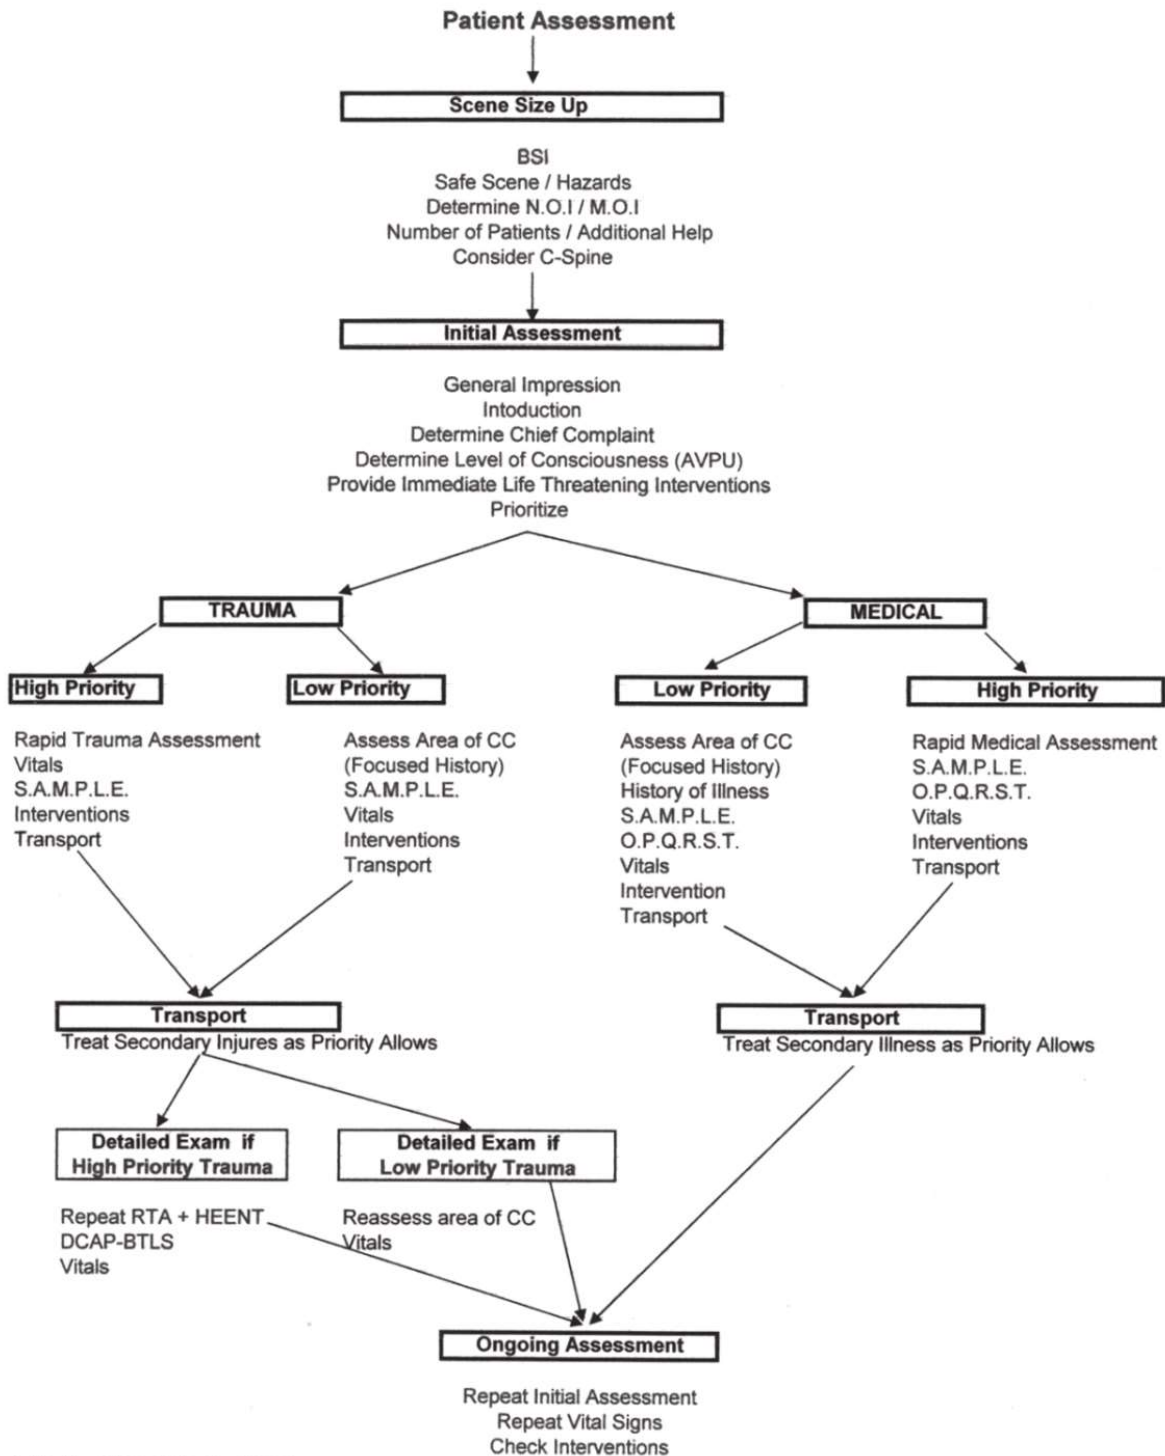 Patient Assessment
Scene Size Up
BSI
Safe Scene / Hazards
Determine N.O.I / M.O.I
Number of Patients / Additional Help
Consider C-Spine
Initial Assessment
General Impression
Intoduction
Determine Chief Complaint
Determine Level of Consciousness (AVPU)
Provide Immediate Life Threatening Interventions
Prioritize
TRAUMA
MEDICAL
High Priority
Low Priority
Low Priority
High Priority
Rapid Trauma Assessment
Vitals
S.A.M.P.L.E.
Interventions
Transport
Assess Area of CC
(Focused History)
S.A.M.P.L.E.
Vitals
Interventions
Transport
Assess Area of CC
(Focused History)
History of Illness
S.A.M.P.L.E.
O.P.Q.R.S.T.
Vitals
Intervention
Transport
Rapid Medical Assessment
S.A.M.P.L.E.
O.P.Q.R.S.T.
Vitals
Interventions
Transport
Transport
Treat Secondary Injures as Priority Allows
Transport
Treat Secondary Illness as Priority Allows
Detailed Exam if
High Priority Trauma
Detailed Exam if
Low Priority Trauma
Repeat RTA + HEENT
DCAP-BTLS
Vitals
Reassess area of CC
Vitals
Ongoing Assessment
Repeat Initial Assessment
Repeat Vital Signs
Check Interventions